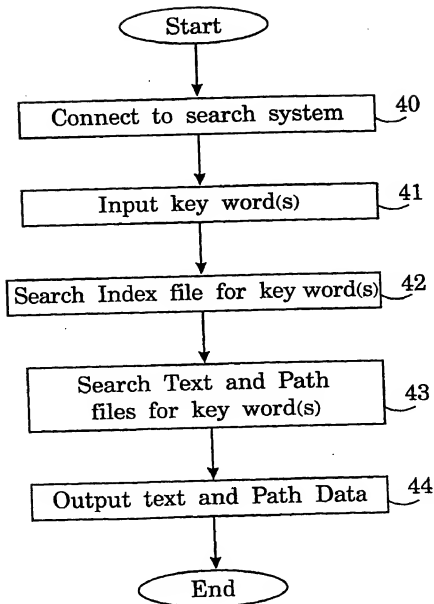 Start
Connect to search system 40
Input key word(s) 41
Search Index file for key word(s) 42
Search Text and Path
files for key word(s) 43
Output text and Path Data 44
End